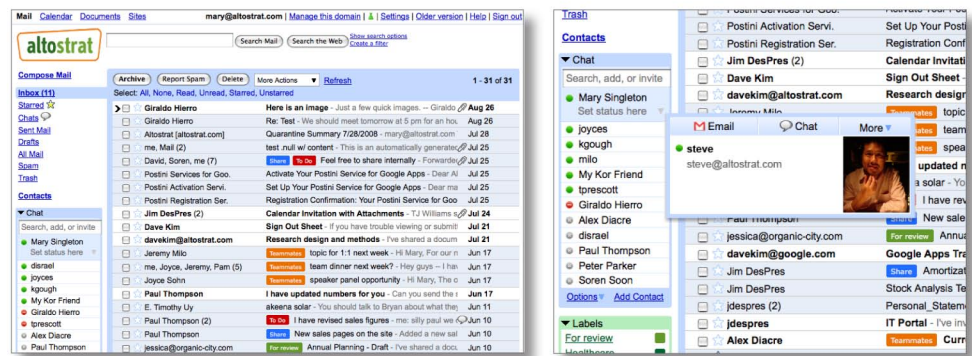 Mail Calendar Documents Sites
mary@altostrat.com | Manage this domain | Settings | Older version | Help | Sign out
altostrat
Search Mail Search the Web Show search options
Create a filter
Compose Mail
Inbox (11)
Starred
Chats
Sent Mail
Drafts
All Mail
Spam
Trash
Contacts
Chat
Search, add, or invite
Mary Singleton
Set status here
disrael
joyces
kgough
My Kor Friend
Giraldo Hierro
tprescott
Alex Diacre
Paul Thompson
Archive Report Spam Delete More Actions Refresh 1 - 31 of 31
Select: All, None, Read, Unread, Starred, Unstarred
Giraldo Hierro Here is an image - Just a few quick images. -- Giraldo Aug 26
Giraldo Hierro Re: Test - We should meet tomorrow at 5 pm for an hou Aug 26
Altostrat [altostrat.com] Quarantine Summary 7/28/2008 - mary@altostrat.com Jul 28
me, Mail (2) test .null w/ content - This is an automatically generated Jul 25
David, Soren, me (7) Share To Do Feel free to share internally - Forwarded Jul 25
Postini Services for Goo. Activate Your Postini Service for Google Apps - Dear Al Jul 25
Postini Activation Servi. Set Up Your Postini Service for Google Apps - Dear ma Jul 25
Postini Registration Ser. Registration Confirmation: Your Postini Service for Goo Jul 25
Jim DesPres (2) Calendar Invitation with Attachments - TJ Williams s Jul 24
Dave Kim Sign Out Sheet - If you have trouble viewing or submit Jul 21
davekim@altostrat.com Research design and methods - I've shared a docum Jul 21
Jeremy Milo Teammates topic for 1:1 next week - Hi Mary, For our n Jun 17
me, Joyce, Jeremy, Pam (5) Teammates team dinner next week? - Hey guys -- I hav Jun 17
Joyce Sohn Teammates speaker panel opportunity - Hi Mary, The c Jun 17
Paul Thompson I have updated numbers for you - Can you send the r Jun 17
E. Timothy Uy akeena solar - You should talk to Bryan about what they Jun 11
Paul Thompson (2) To Do I have revised sales figures - me: silly paul we Jun 10
Paul Thompson Share New sales pages on the site - Added a new sal Jun 10
jessica@organic-city.com For review Annual Planning - Draft - I've shared a docu Jun 10
Trash
Contacts
Chat
Search, add, or invite
Mary Singleton
Set status here
joyces
kgough
milo
My Kor Friend
tprescott
Giraldo Hierro
Alex Diacre
disrael
Paul Thompson
Peter Parker
Soren Soon
Options Add Contact
Labels
For review
Healthcare
Postini Activation Servi. Set Up Your Posti
Postini Registration Ser. Registration Conf
Jim DesPres (2) Calendar Invitati
Dave Kim Sign Out Sheet -
davekim@altostrat.com Research design
Jeremy Milo Teammates topic
Email Chat More
steve
steve@altostrat.com
Teammates
spea
updated n
a solar - Yo
I have rev
Paul Thompson Share New sale
jessica@organic-city.com For review Annua
davekim@google.com Google Apps Tra
Jim DesPres Share Amortizat
Jim DesPres Stock Analysis Te
jdespres (2) Personal_Stateme
jdespres IT Portal - I've inv
Alex Diacre Teammates Curr